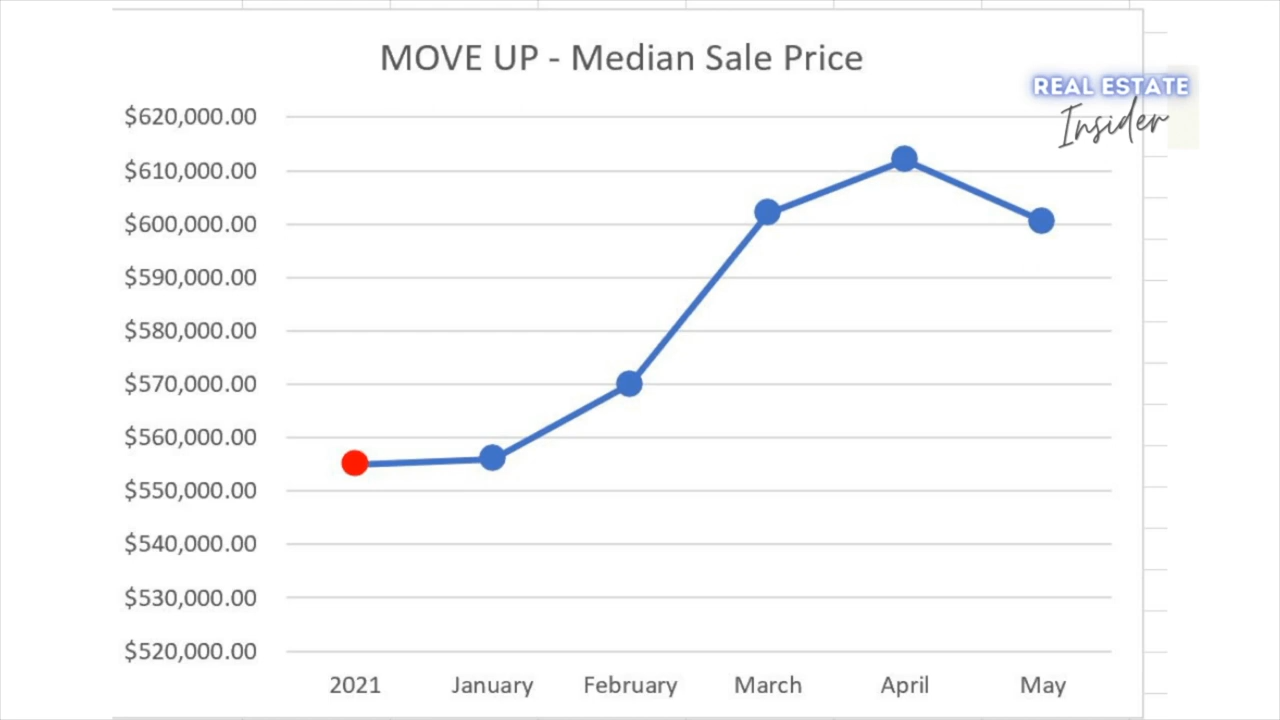 MOVE UP - Median Sale Price
REAL ESTATE
Insider
$620,000.00
$610,000.00
$600,000.00
$590,000.00
$580,000.00
$570,000.00
$560,000.00
$550,000.00
$540,000.00
$530,000.00
$520,000.00
2021 January February March April May